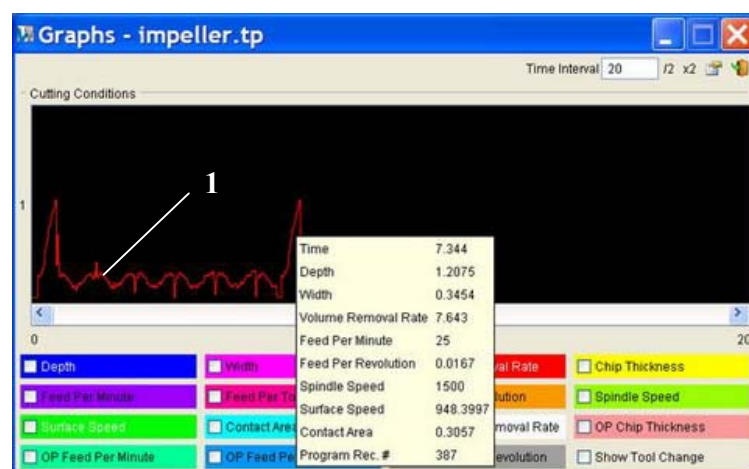 Graphs - impeller.tp
Time Interval 20 /2 x2
Cutting Conditions
1
1
0 20
Time 7.344
Depth 1.2075
Width 0.3454
Volume Removal Rate 7.643
Feed Per Minute 25
Feed Per Revolution 0.0167
Spindle Speed 1500
Surface Speed 948.3997
Contact Area 0.3057
Program Rec. # 387
Depth Width val Rate Chip Thickness
Feed Per Minute Feed Per To lution Spindle Speed
Surface Speed Contact Area moval Rate OP Chip Thickness
OP Feed Per Minute OP Feed Pe evolution Show Tool Change